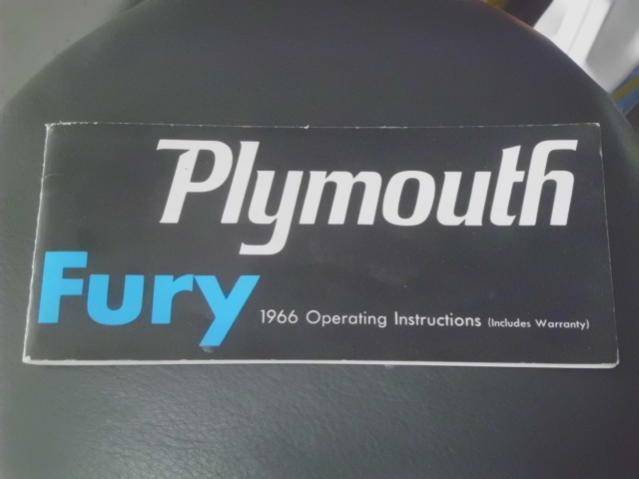 Plymouth
Fury
1966 Operating Instructions (Includes Warranty)